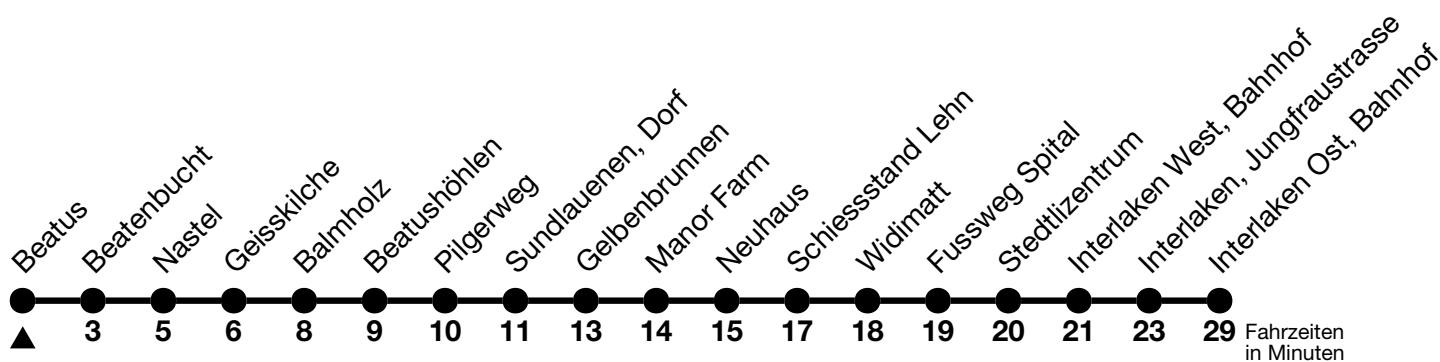 Beatus
Beatenbucht
Nastel
Geisskilche
Balmholz
Beatushöhlen
Pilgerweg
Sundlauenen, Dorf
Gelbenbrunnen
Manor Farm
Neuhaus
Schiessstand Lehn
Widimatt
Fussweg Spital
Stedtlizentrum
Interlaken West, Bahnhof
Interlaken, Jungfraustrasse
Interlaken Ost, Bahnhof
3 5 6 8 9 10 11 13 14 15 17 18 19 20 21 23 29 Fahrzeiten
in Minuten